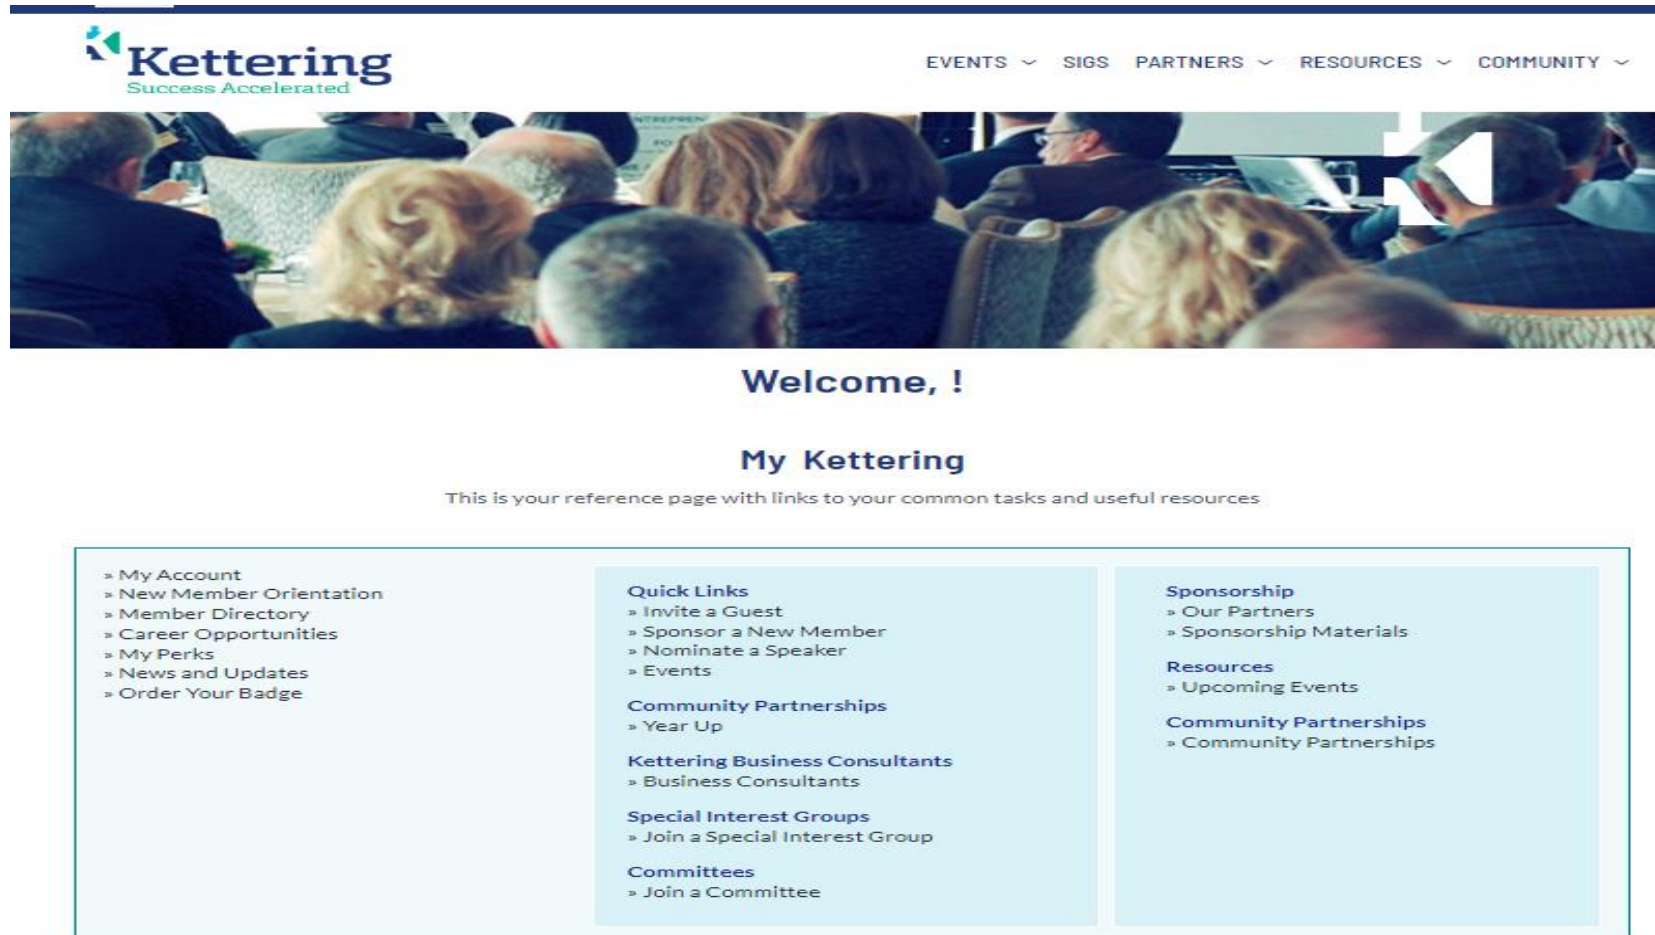 Kettering
Success Accelerated
EVENTS SIGS PARTNERS RESOURCES COMMUNITY
Welcome, !
My Kettering
This is your reference page with links to your common tasks and useful resources
» My Account
» New Member Orientation
» Member Directory
» Career Opportunities
» My Perks
» News and Updates
» Order Your Badge
Quick Links
» Invite a Guest
» Sponsor a New Member
» Nominate a Speaker
» Events
Community Partnerships
» Year Up
Kettering Business Consultants
» Business Consultants
Special Interest Groups
» Join a Special Interest Group
Committees
» Join a Committee
Sponsorship
» Our Partners
» Sponsorship Materials
Resources
» Upcoming Events
Community Partnerships
» Community Partnerships